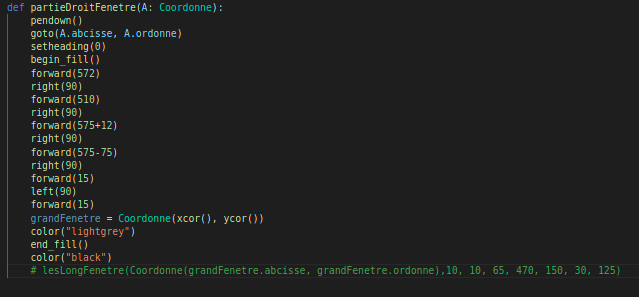 def partieDroitFenetre(A: Coordonne):
pendown()
goto(A.abcisse, A.ordonne)
setheading(0)
begin_fill()
forward(572)
right(90)
forward(510)
right(90)
forward(575+12)
right(90)
forward(575-75)
right(90)
forward(15)
left(90)
forward(15)
grandFenetre = Coordonne(xcor(), ycor())
color("lightgrey")
end_fill()
color("black")
# lesLongFenetre(Coordonne(grandFenetre.abcisse, grandFenetre.ordonne),10, 10, 65, 470, 150, 30, 125)